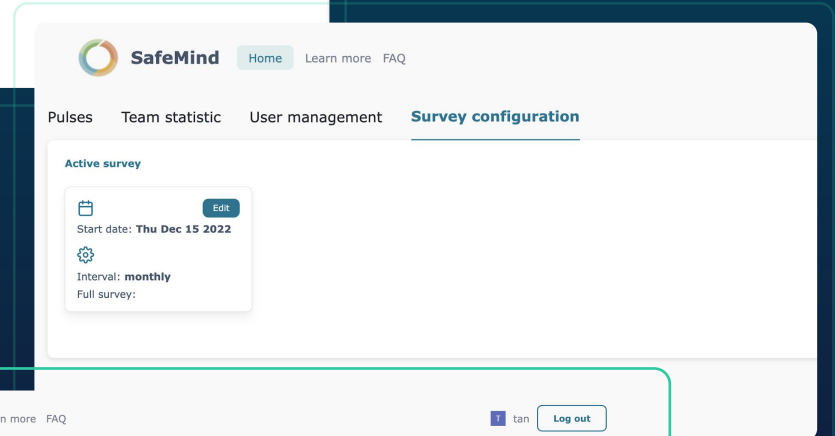 SafeMind Home Learn more FAQ
Pulses Team statistic User management Survey configuration
Active survey
Edit
Start date: Thu Dec 15 2022
Interval: monthly
Full survey:
n more FAQ T tan Log out